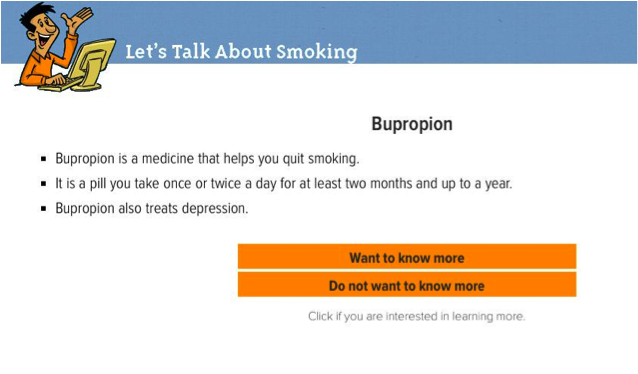 Let's Talk About Smoking
Bupropion
Bupropion is a medicine that helps you quit smoking.
It is a pill you take once or twice a day for at least two months and up to a year.
Bupropion also treats depression.
Want to know more
Do not want to know more
Click if you are interested in learning more.